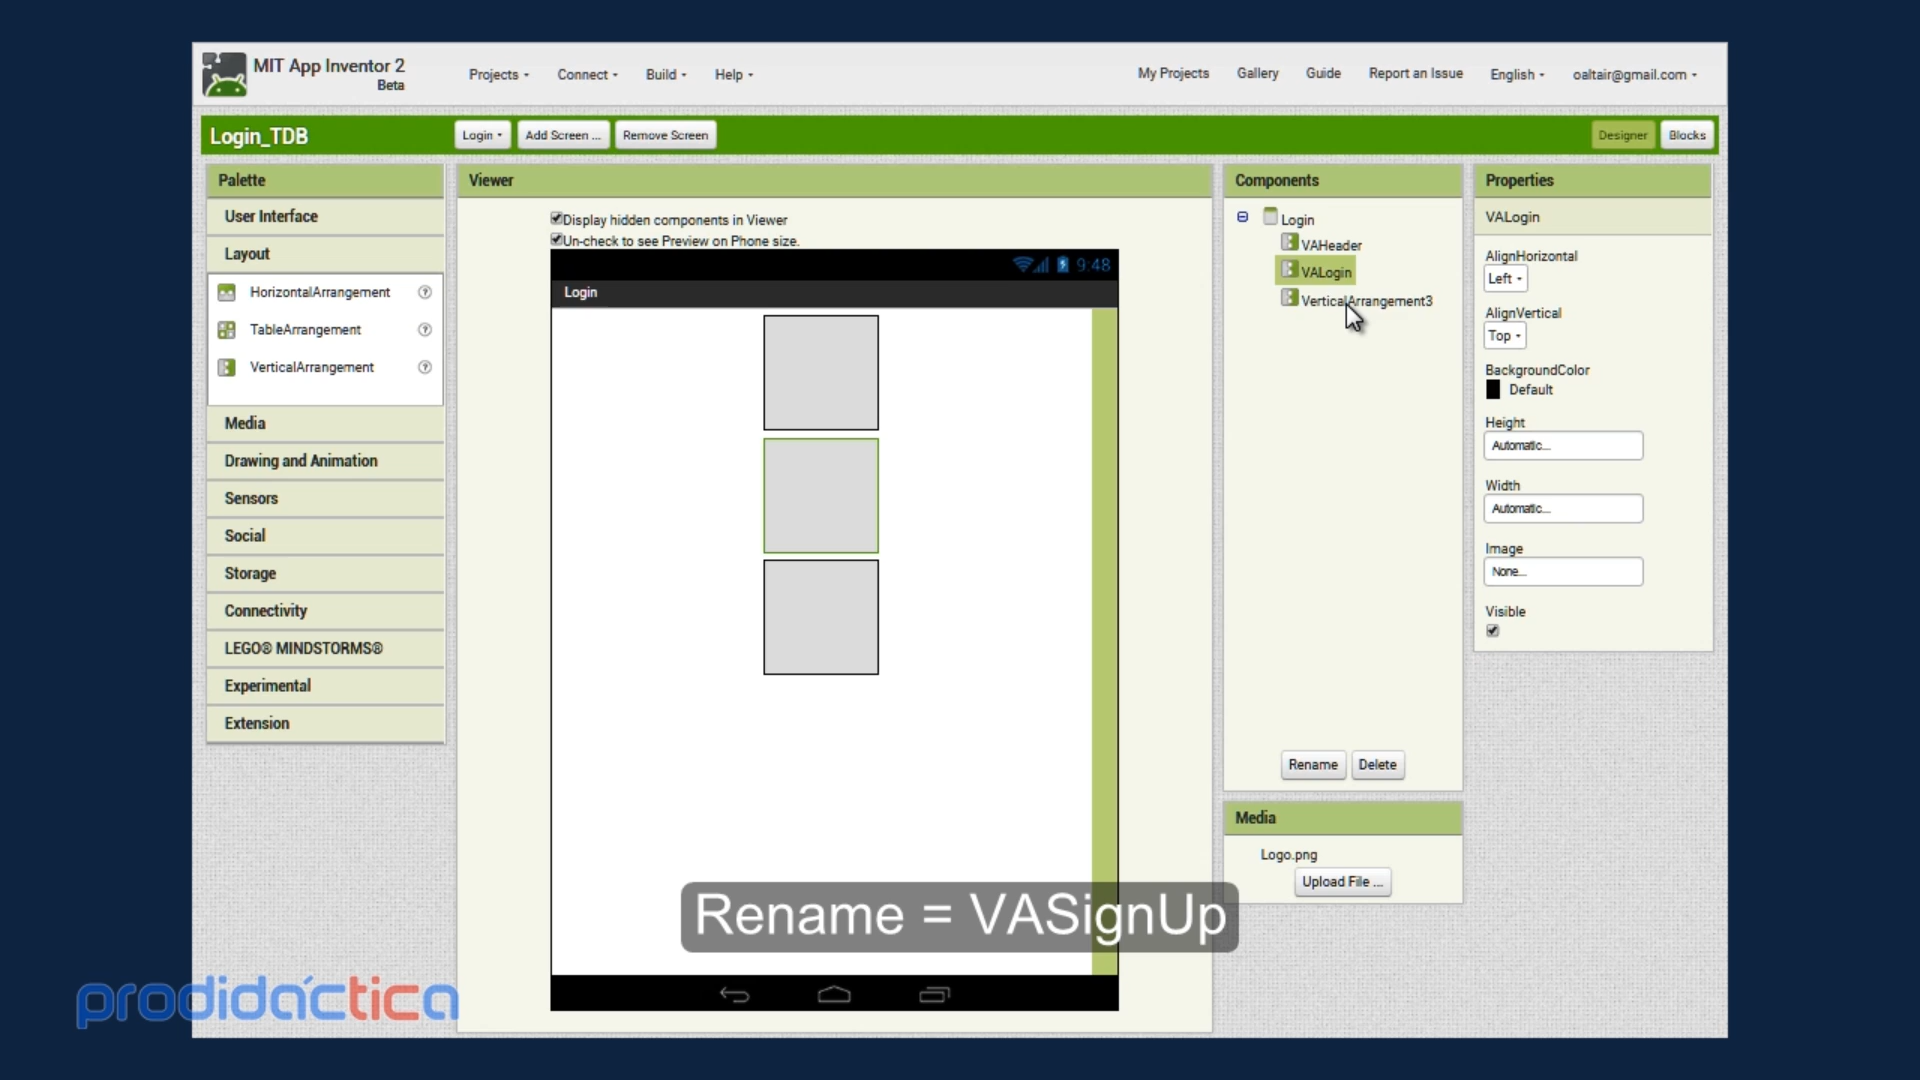 MIT App Inventor 2
Beta
Projects
Connect
Build
Help
My Projects
Gallery
Guide
Report an Issue
English
oaltair@gmail.com
Login_TDB
Login
Add Screen ...
Remove Screen
Designer
Blocks
Palette
User Interface
Layout
HorizontalArrangement
TableArrangement
VerticalArrangement
Media
Drawing and Animation
Sensors
Social
Storage
Connectivity
LEGO® MINDSTORMS®
Experimental
Extension
Viewer
Display hidden components in Viewer
Un-check to see Preview on Phone size.
9:48
Login
Components
Login
VAHeader
VALogin
VerticalArrangement3
Rename
Delete
Media
Logo.png
Upload File ...
Properties
VALogin
AlignHorizontal
Left
AlignVertical
Top
BackgroundColor
Default
Height
Automatic...
Width
Automatic...
Image
None...
Visible
Rename = VASignUp
prodidáctica